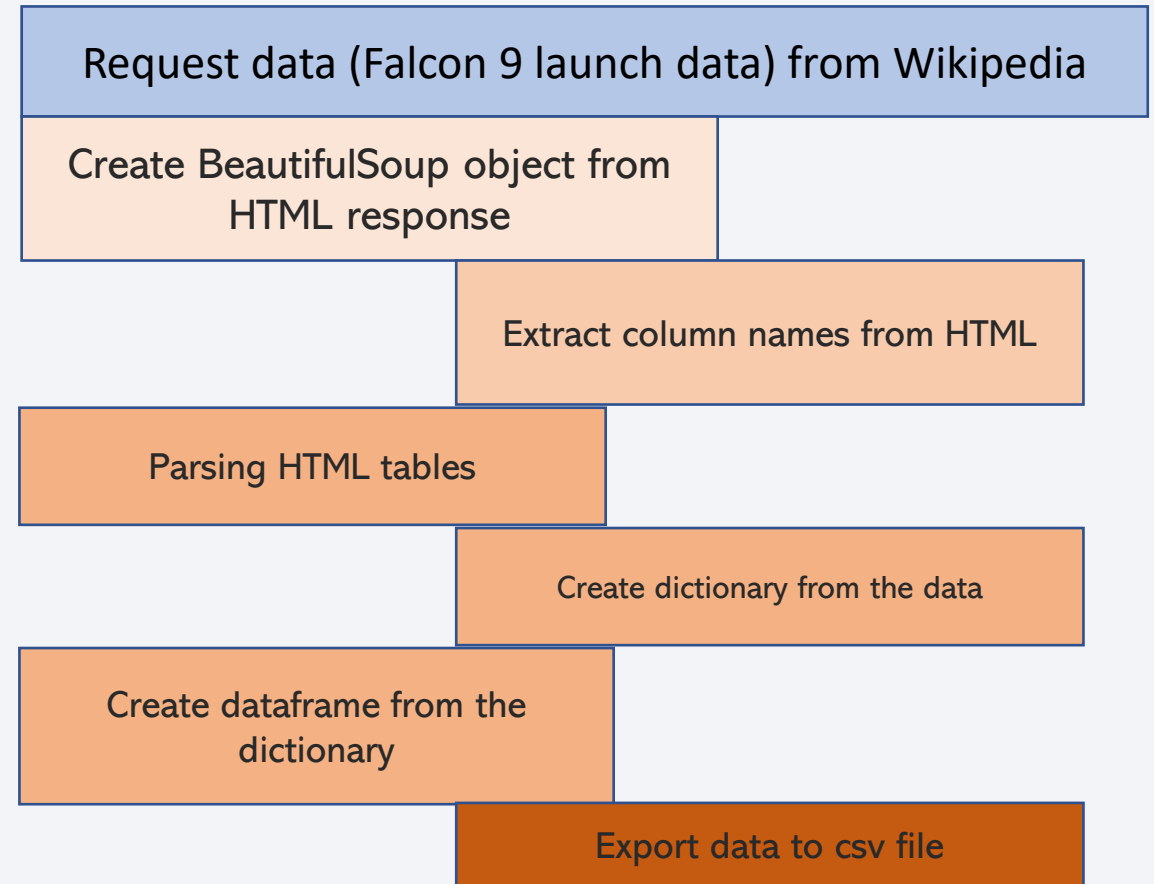 Request data (Falcon 9 launch data) from Wikipedia
Create BeautifulSoup object from
HTML response
Extract column names from HTML
Parsing HTML tables
Create dictionary from the data
Create dataframe from the
dictionary
Export data to csv file